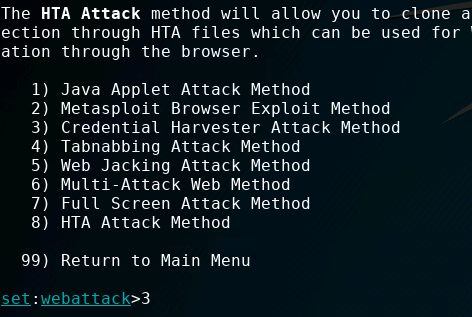 The HTA Attack method will allow you to clone a
ection through HTA files which can be used for
ation through the browser.
1) Java Applet Attack Method
2) Metasploit Browser Exploit Method
3) Credential Harvester Attack Method
4) Tabnabbing Attack Method
5) Web Jacking Attack Method
6) Multi-Attack Web Method
7) Full Screen Attack Method
8) HTA Attack Method
99) Return to Main Menu
set:webattack>3